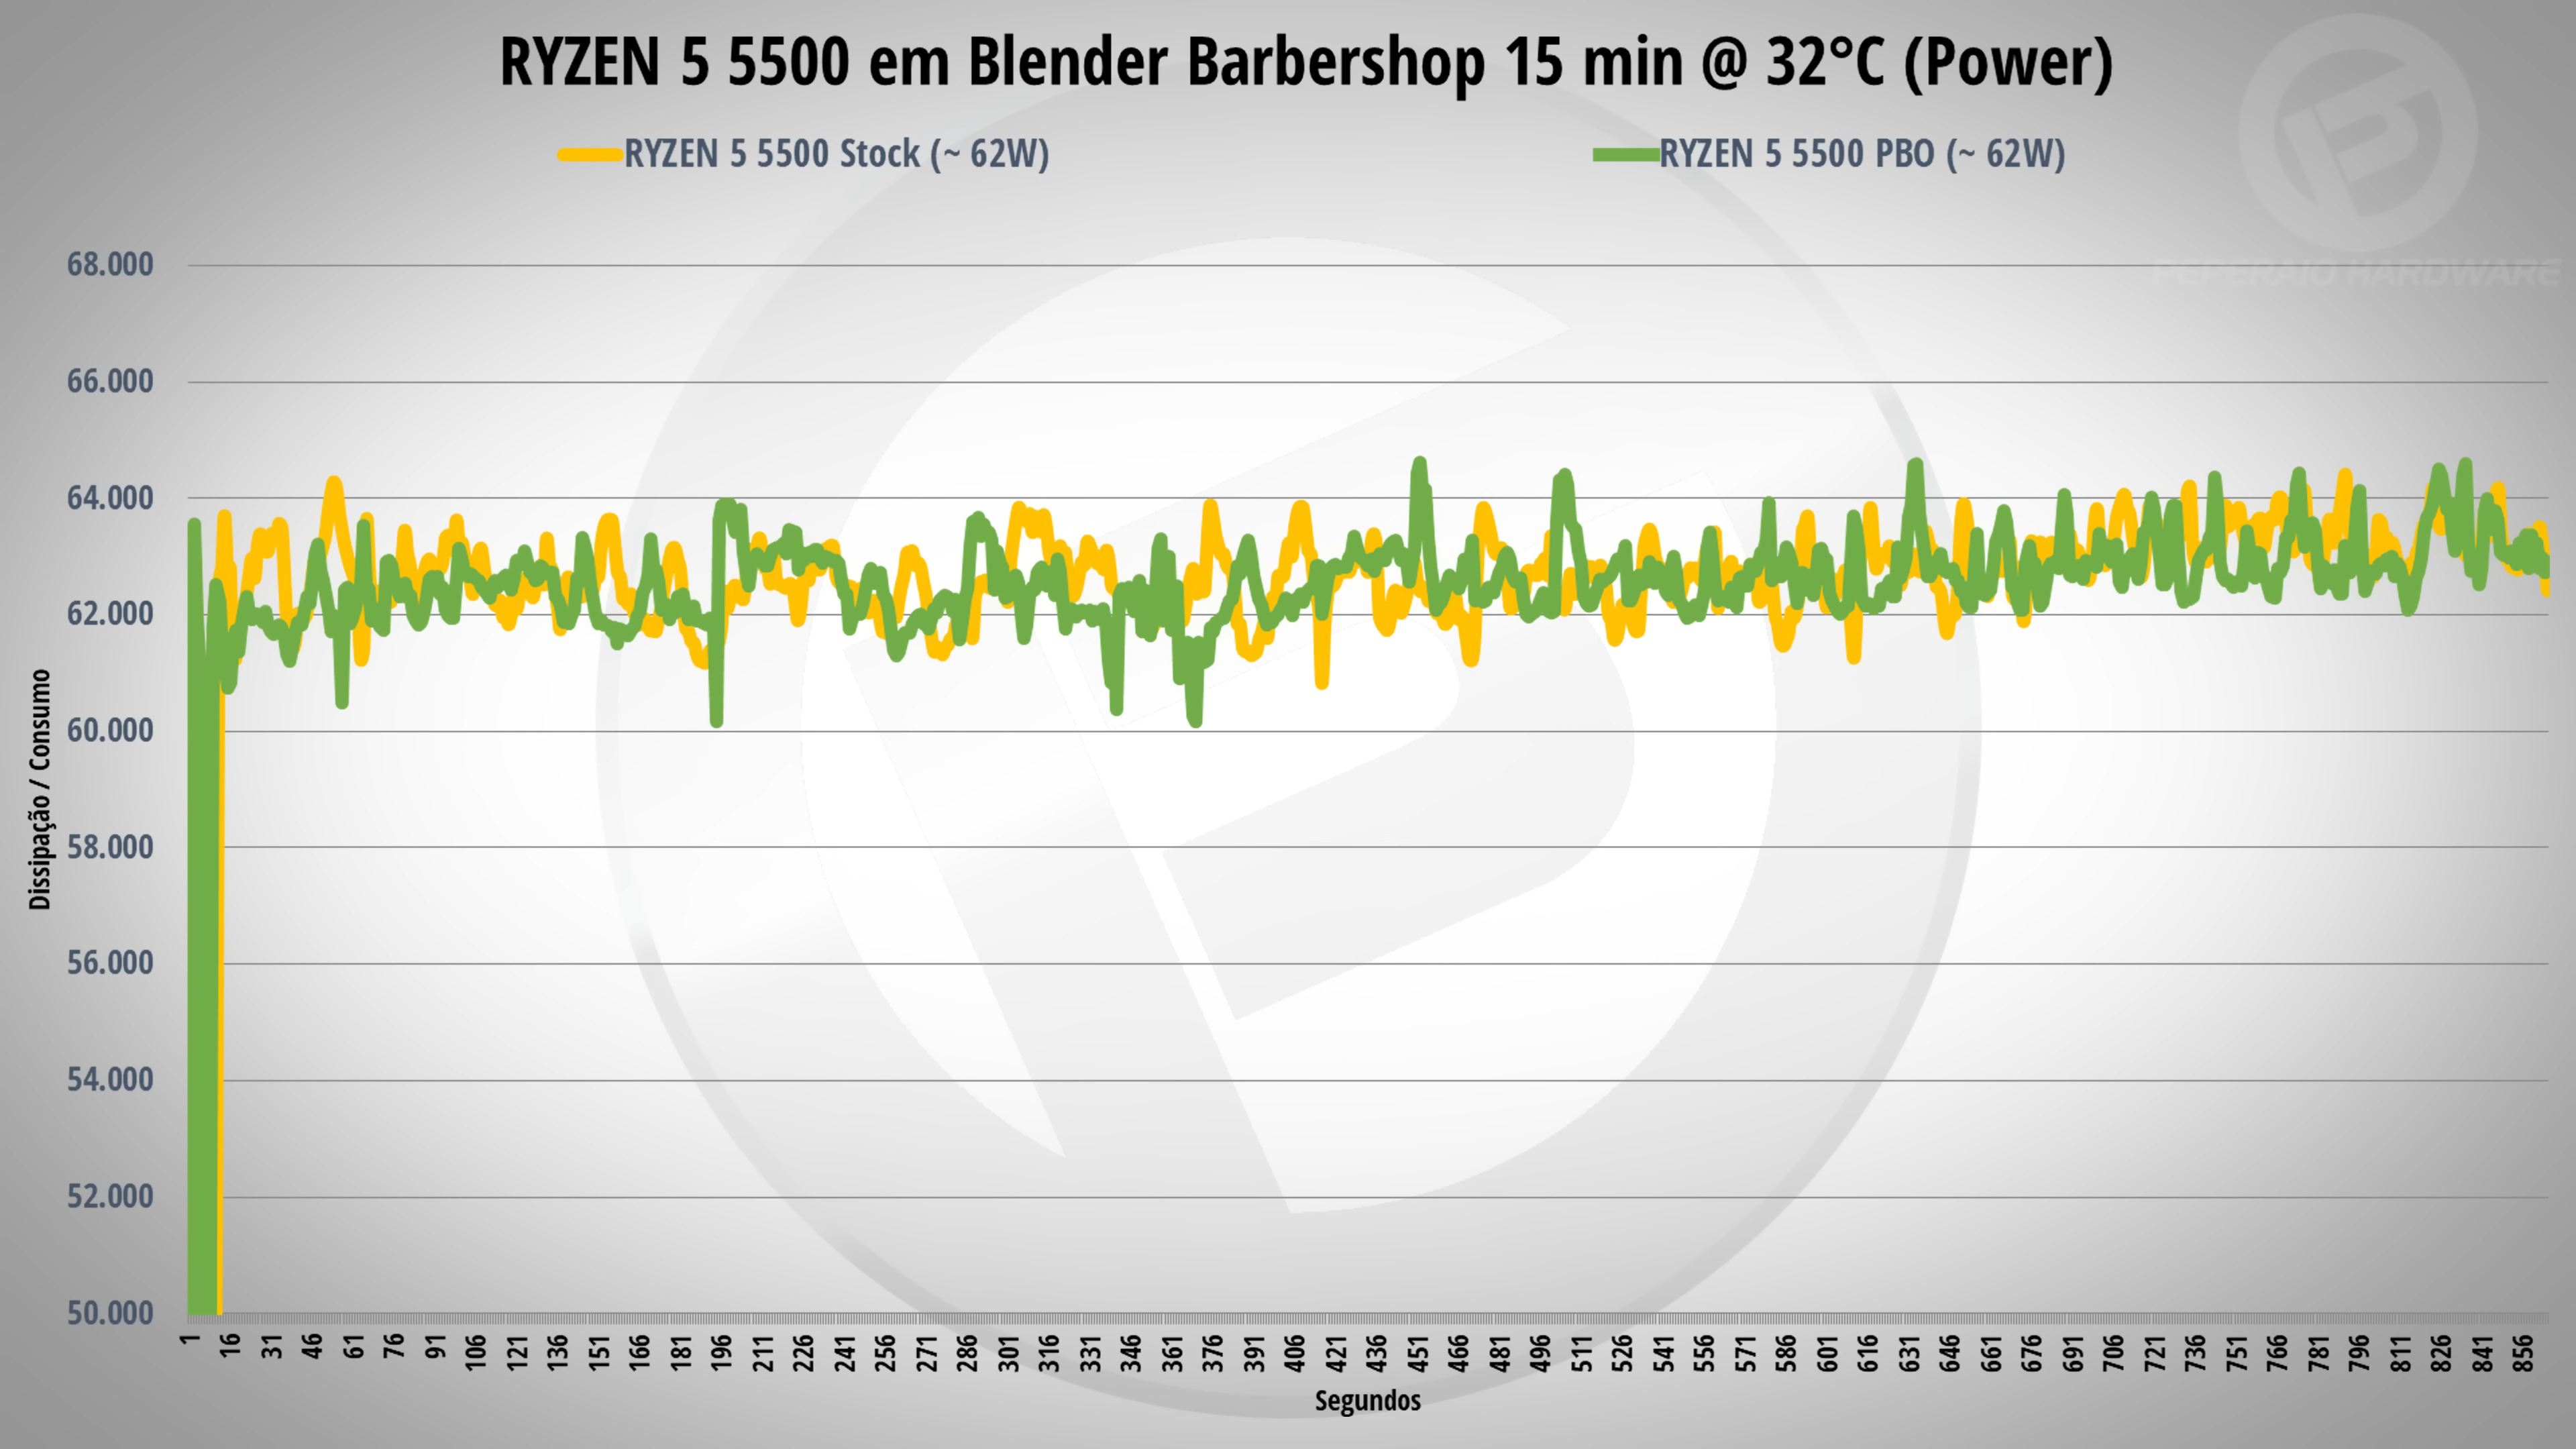 RYZEN 5 5500 em Blender Barbershop 15 min @ 32°C (Power)
RYZEN 5 5500 Stock (~ 62W)
RYZEN 5 5500 PBO (~ 62W)
PEPERAIO HARDWARE
68.000
66.000
64.000
62.000
60.000
58.000
56.000
54.000
52.000
50.000
Dissipação / Consumo
1 16 31 46 61 76 91 106 121 136 151 166 181 196 211 226 241 256 271 286 301 316 331 346 361 376 391 406 421 436 451 466 481 496 511 526 541 556 571 586 601 616 631 646 661 676 691 706 721 736 751 766 781 796 811 826 841 856
Segundos